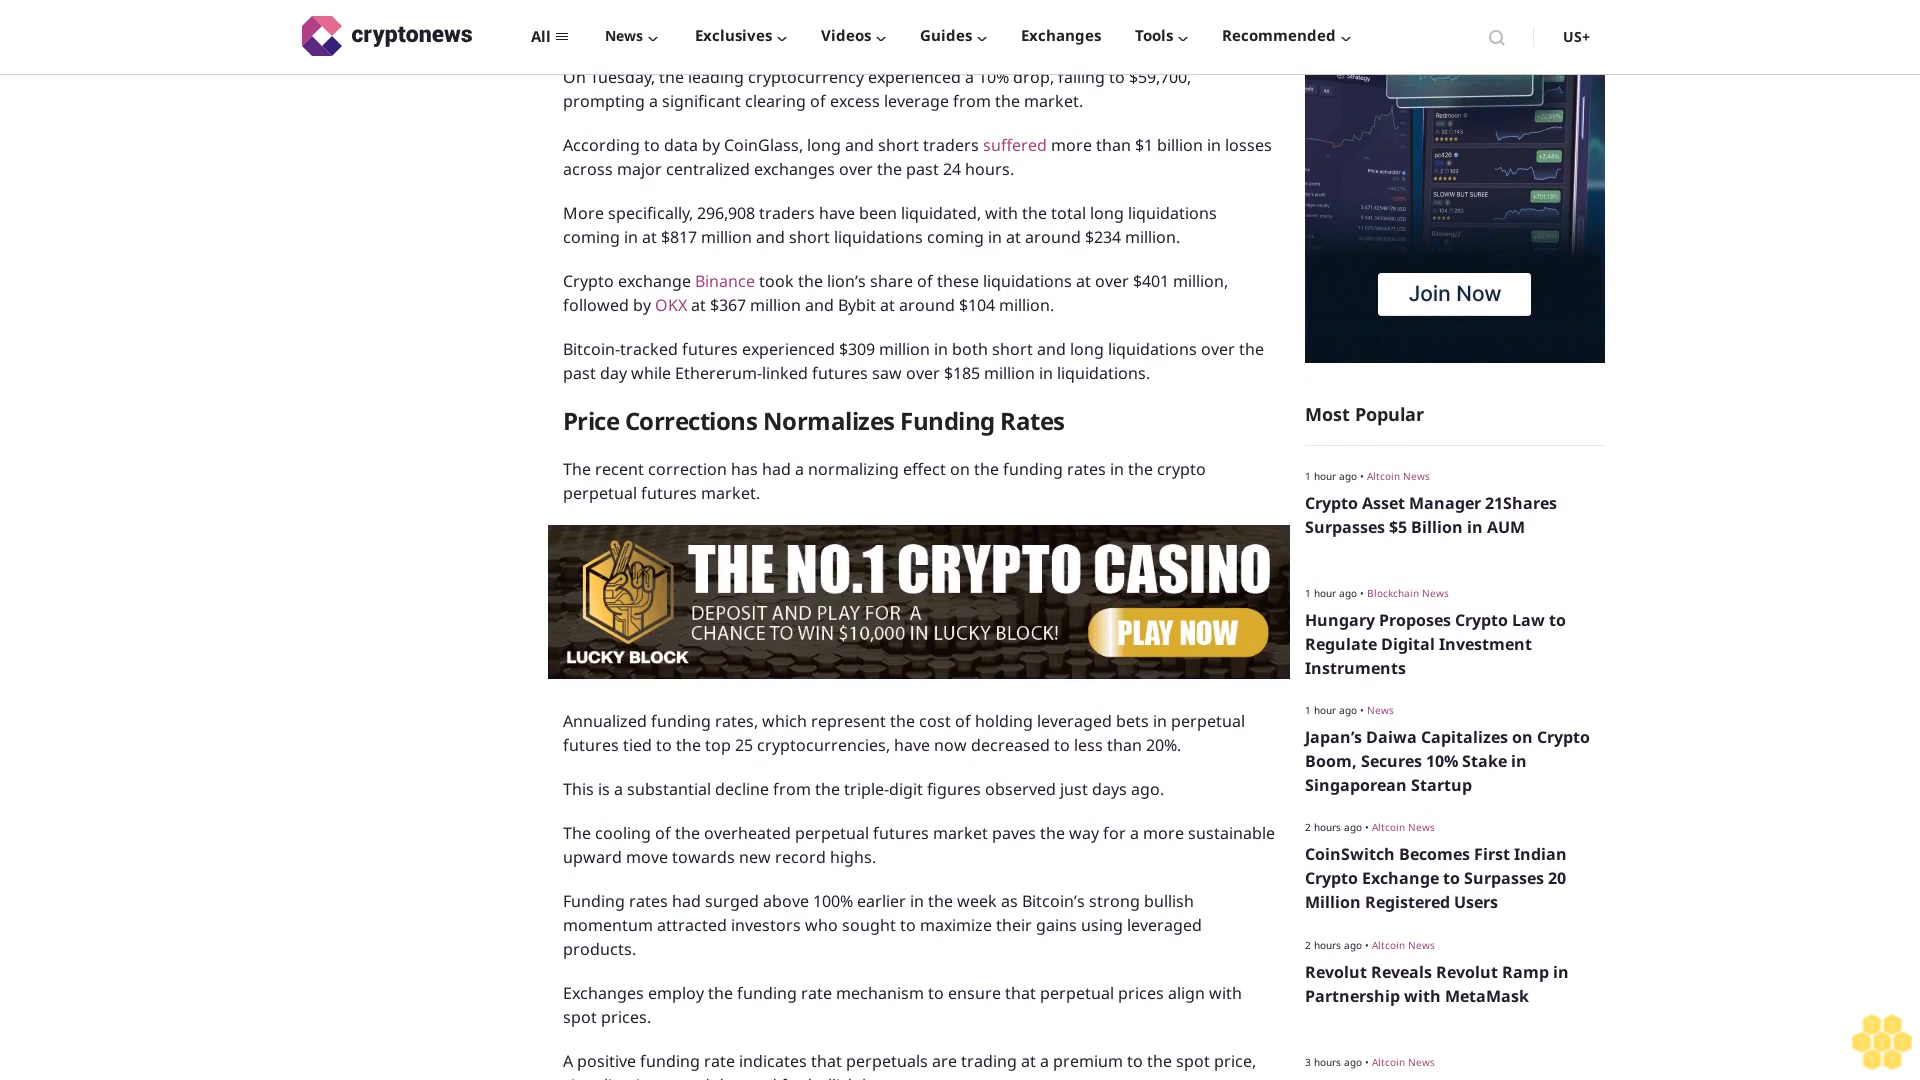 cryptonews
All
News
Exclusives
Videos
Guides
Exchanges
Tools
Recommended
US+
On Tuesday, the leading cryptocurrency experienced a 10% drop, falling to $59,700,
prompting a significant clearing of excess leverage from the market.
According to data by CoinGlass, long and short traders suffered more than $1 billion in losses
across major centralized exchanges over the past 24 hours.
More specifically, 296,908 traders have been liquidated, with the total long liquidations
coming in at $817 million and short liquidations coming in at around $234 million.
Crypto exchange Binance took the lion’s share of these liquidations at over $401 million,
followed by OKX at $367 million and Bybit at around $104 million.
Bitcoin-tracked futures experienced $309 million in both short and long liquidations over the
past day while Ethererum-linked futures saw over $185 million in liquidations.
Price Corrections Normalizes Funding Rates
The recent correction has had a normalizing effect on the funding rates in the crypto
perpetual futures market.
THE NO.1 CRYPTO CASINO
DEPOSIT AND PLAY FOR A
CHANCE TO WIN $10,000 IN LUCKY BLOCK!
PLAY NOW
LUCKY BLOCK
Annualized funding rates, which represent the cost of holding leveraged bets in perpetual
futures tied to the top 25 cryptocurrencies, have now decreased to less than 20%.
This is a substantial decline from the triple-digit figures observed just days ago.
The cooling of the overheated perpetual futures market paves the way for a more sustainable
upward move towards new record highs.
Funding rates had surged above 100% earlier in the week as Bitcoin’s strong bullish
momentum attracted investors who sought to maximize their gains using leveraged
products.
Exchanges employ the funding rate mechanism to ensure that perpetual prices align with
spot prices.
A positive funding rate indicates that perpetuals are trading at a premium to the spot price,
Strategy
Redmoon
pc426
+2,44%
SLOWW BUT SUREE
Bitenergy2
Join Now
Most Popular
1 hour ago • Altcoin News
Crypto Asset Manager 21Shares
Surpasses $5 Billion in AUM
1 hour ago • Blockchain News
Hungary Proposes Crypto Law to
Regulate Digital Investment
Instruments
1 hour ago • News
Japan’s Daiwa Capitalizes on Crypto
Boom, Secures 10% Stake in
Singaporean Startup
2 hours ago • Altcoin News
CoinSwitch Becomes First Indian
Crypto Exchange to Surpasses 20
Million Registered Users
2 hours ago • Altcoin News
Revolut Reveals Revolut Ramp in
Partnership with MetaMask
3 hours ago • Altcoin News